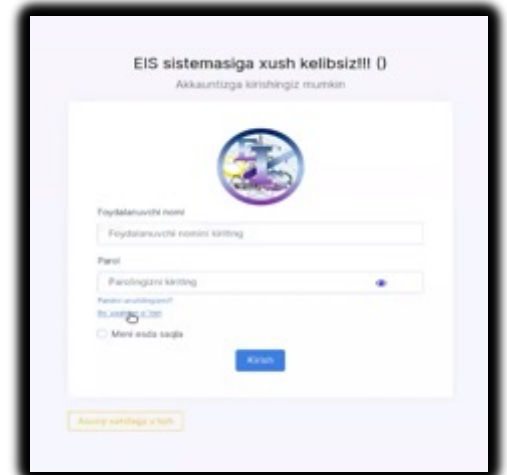 EIS sistemasiga xush kelibsiz!!! ()
Akkauntizga kirishingiz mumkin
Foydalanuvchi nomi
Foydalanuvchi nomini kiriting
Parol
Parolingizni kiriting
Meni esda saqla
Kirish